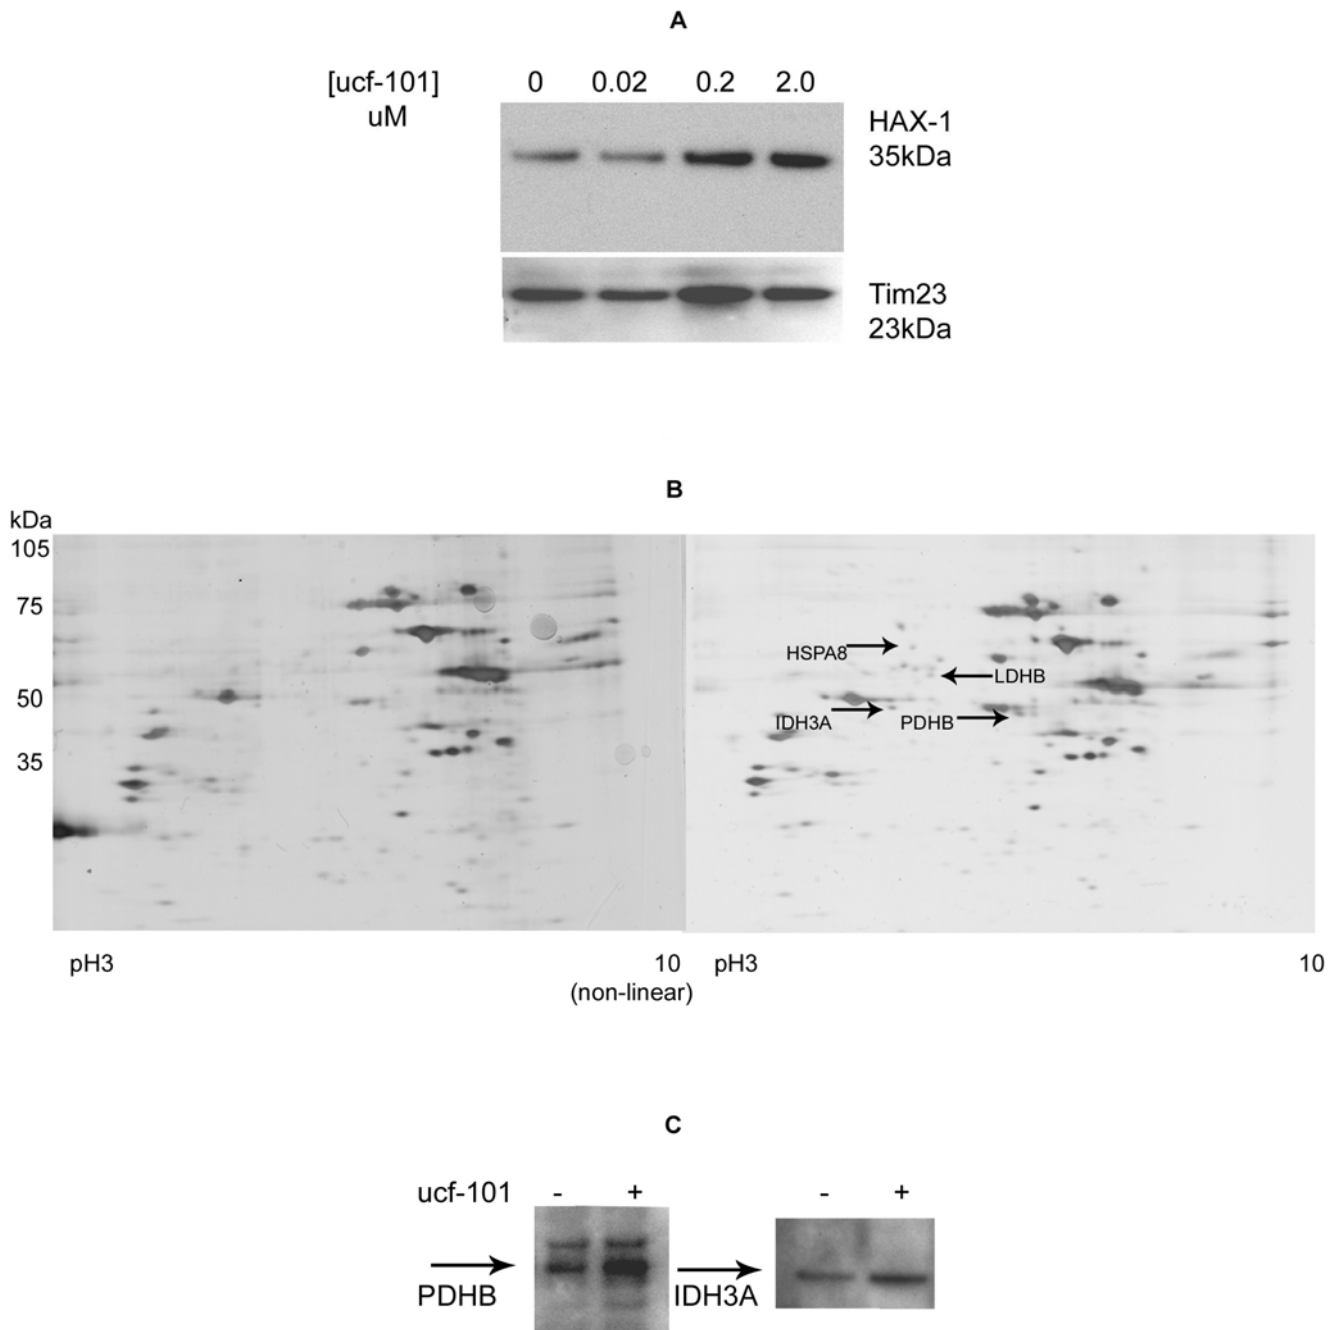 A
[ucf-101] 0 0.02 0.2 2.0
uM
HAX-1
35kDa
Tim23
23kDa
B
kDa
105
75
50
35
HSPA8
LDHB
IDH3A PDHB
pH3 10 pH3 10
(non-linear)
C
ucf-101 - + - +
PDHB IDH3A